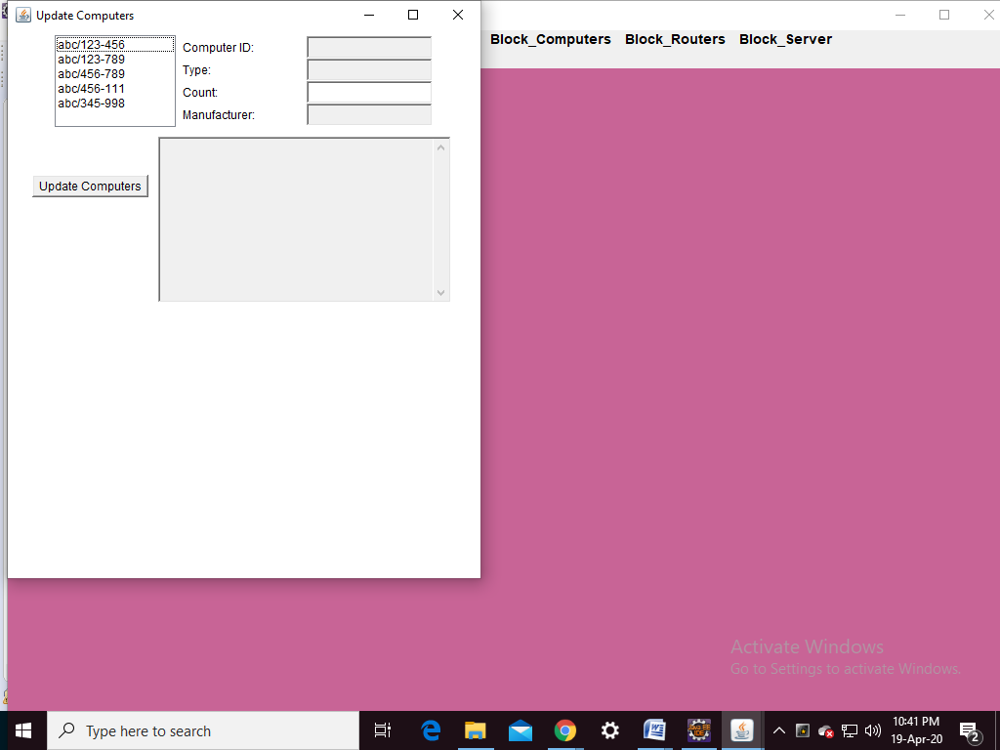 Update Computers
Block_Computers Block_Routers Block_Server
abc/123-456
abc/123-789
abc/456-789
abc/456-111
abc/345-998
Computer ID:
Type:
Count:
Manufacturer:
Update Computers
Activate Windows
Go to Settings to activate Windows.
Type here to search
10:41 PM
19-Apr-20
2